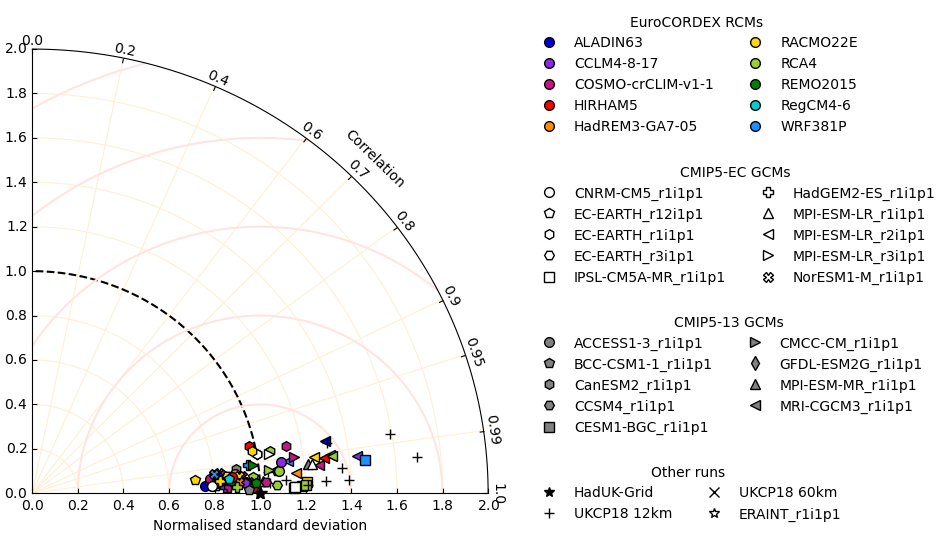 0.0
0.2
0.4
0.6
0.7
0.8
0.9
0.95
0.99
1.0
Correlation
2.0
1.8
1.6
1.4
1.2
1.0
0.8
0.6
0.4
0.2
0.0
0.0 0.2 0.4 0.6 0.8 1.0 1.2 1.4 1.6 1.8 2.0
Normalised standard deviation
EuroCORDEX RCMs
ALADIN63 RACMO22E
CCLM4-8-17 RCA4
COSMO-crCLIM-v1-1 REMO2015
HIRHAM5 RegCM4-6
HadREM3-GA7-05 WRF381P
CMIP5-EC GCMs
CNRM-CM5_r1i1p1 HadGEM2-ES_r1i1p1
EC-EARTH_r12i1p1 MPI-ESM-LR_r1i1p1
EC-EARTH_r1i1p1 MPI-ESM-LR_r2i1p1
EC-EARTH_r3i1p1 MPI-ESM-LR_r3i1p1
IPSL-CM5A-MR_r1i1p1 NorESM1-M_r1i1p1
CMIP5-13 GCMs
ACCESS1-3_r1i1p1 CMCC-CM_r1i1p1
BCC-CSM1-1_r1i1p1 GFDL-ESM2G_r1i1p1
CanESM2_r1i1p1 MPI-ESM-MR_r1i1p1
CCSM4_r1i1p1 MRI-CGCM3_r1i1p1
CESM1-BGC_r1i1p1
Other runs
HadUK-Grid UKCP18 60km
UKCP18 12km ERAINT_r1i1p1